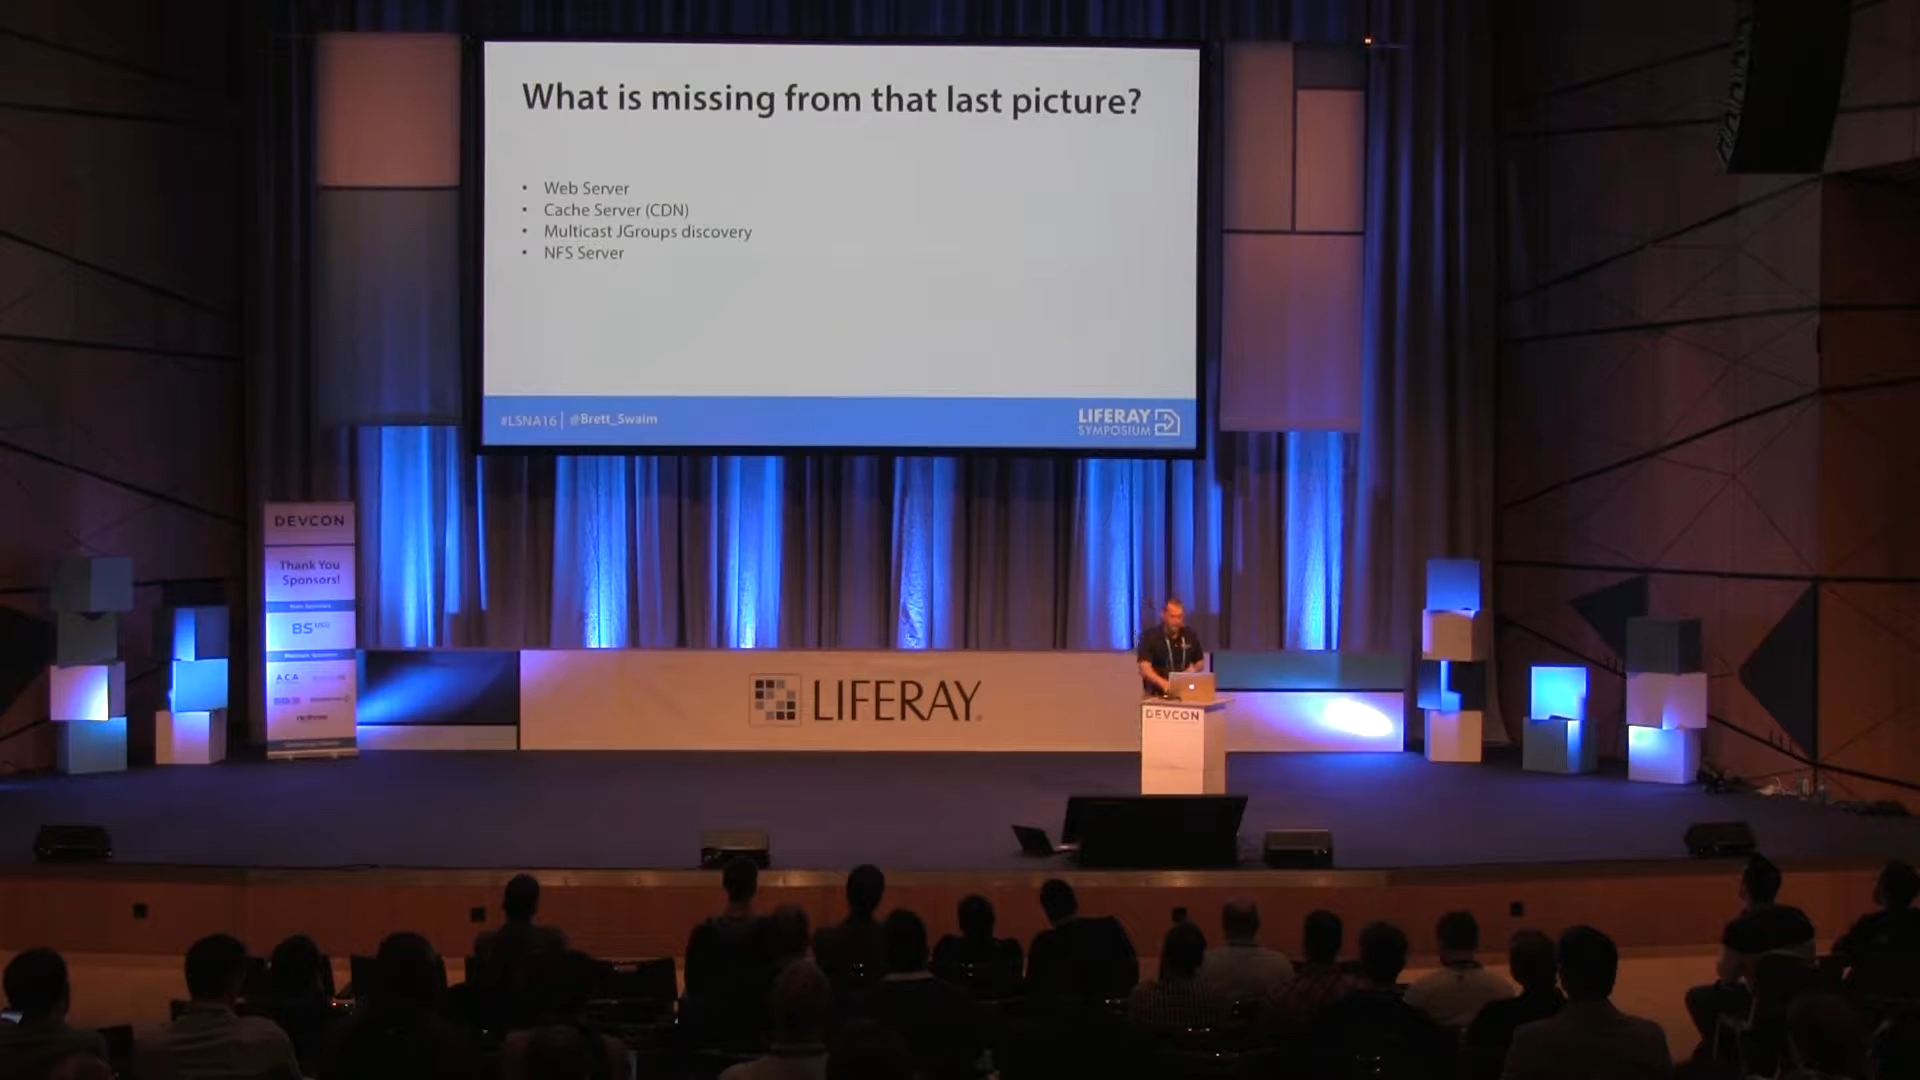 What is missing from that last picture?
• Web Server
• Cache Server (CDN)
• Multicast JGroups discovery
• NFS Server
#LSNA16 | @Brett_Swaim
LIFERAY
SYMPOSIUM
DEVCON
Thank You
Sponsors!
BS
ACA
LIFERAY
DEVCON